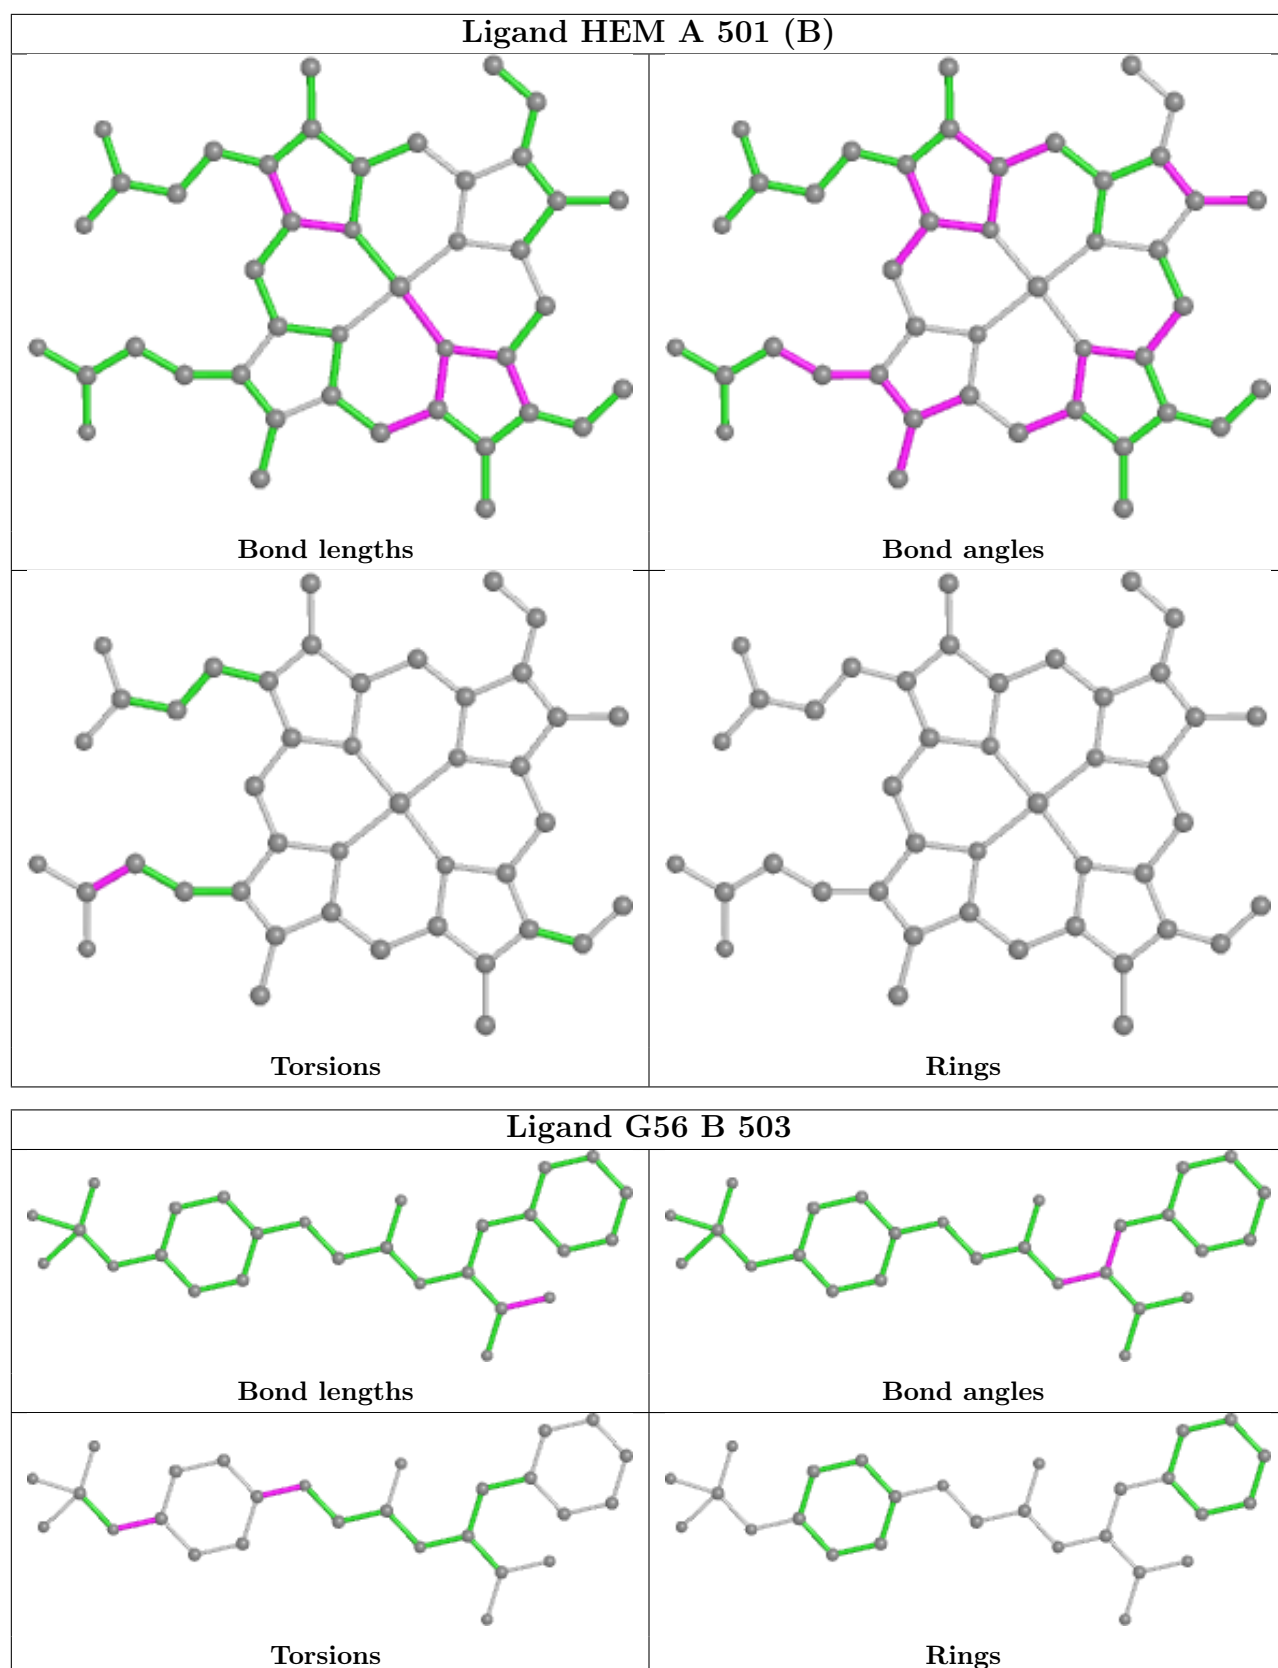 Ligand HEM A 501 (B)
Bond lengths
Bond angles
Torsions
Rings
Ligand G56 B 503
Bond lengths
Bond angles
Torsions
Rings